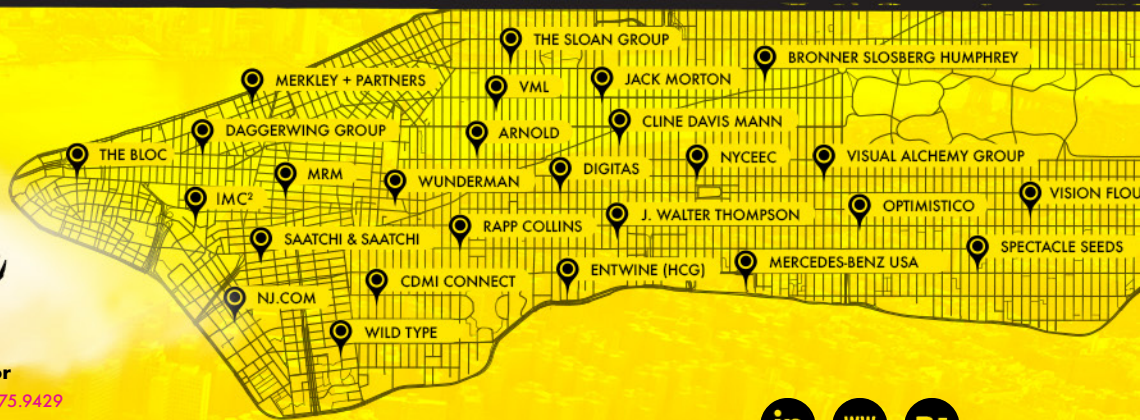 THE SLOAN GROUP
BRONNER SLOSBERG HUMPHREY
MERKLEY + PARTNERS
VML
JACK MORTON
DAGGERWING GROUP
ARNOLD
CLINE DAVIS MANN
THE BLOC
MRM
WUNDERMAN
DIGITAS
NYCEEC
VISUAL ALCHEMY GROUP
IMC²
VISION FLOU
RAPP COLLINS
J. WALTER THOMPSON
OPTIMISTICO
SAATCHI & SAATCHI
SPECTACLE SEEDS
CDMI CONNECT
ENTWINE (HCG)
MERCEDES-BENZ USA
NJ.COM
WILD TYPE
or
75.9429
in
WW